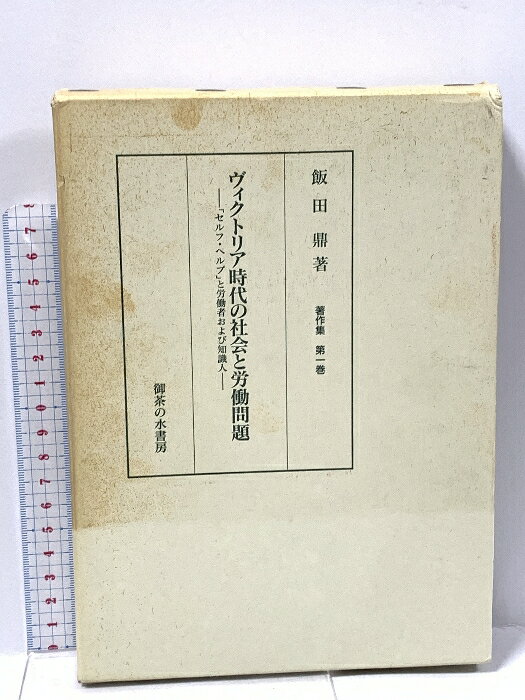 飯田鼎著
著作集 第一巻
ヴィクトリア時代の社会と労働問題
―「セルフ・ヘルプ」と労働者および知識人―
御茶の水書房